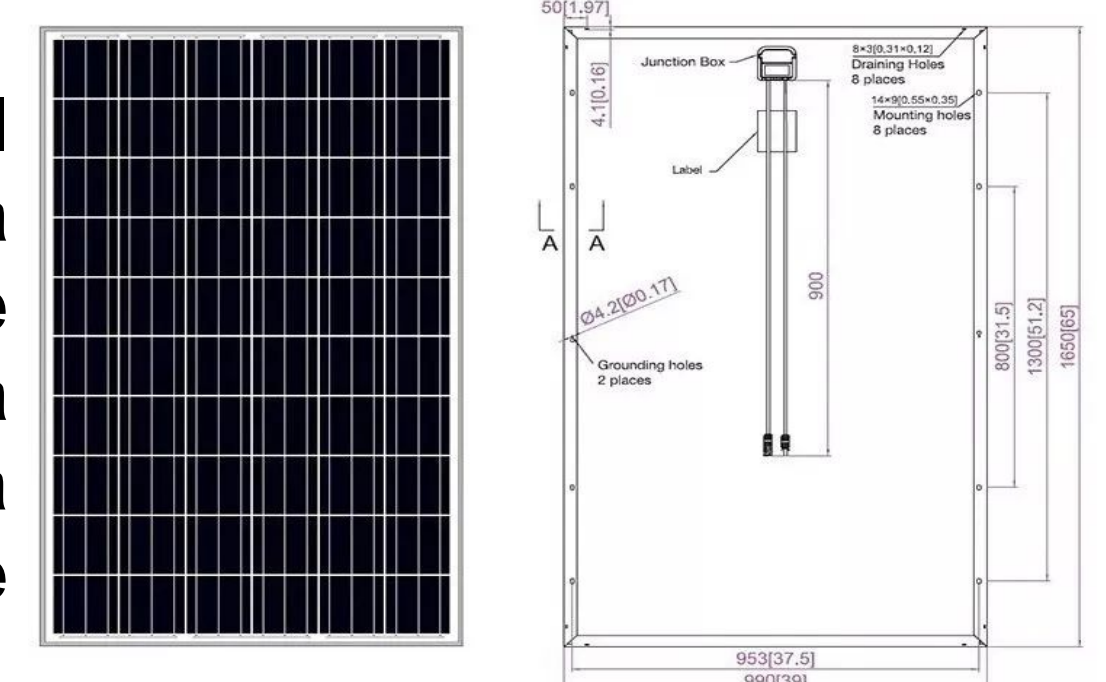 50[1.97]
4.1[0.16]
Junction Box
8×3[0.31×0.12]
Draining Holes
8 places
14×9[0.55×0.35]
Mounting holes
8 places
Label
A A
900
Ø4.2[Ø0.17]
Grounding holes
2 places
800[31.5]
1300[51.2]
1650[65]
953[37.5]
990[39]
a
e
a
a
e